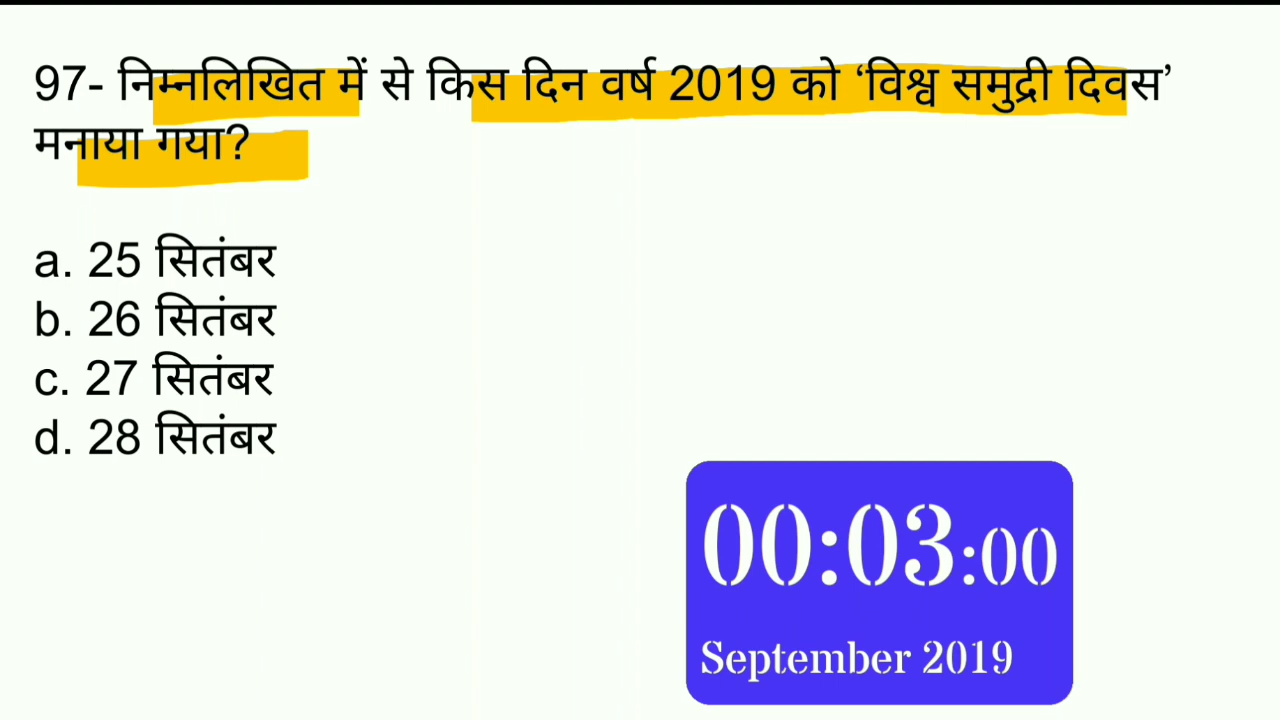 97- निम्नलिखित में से किस दिन वर्ष 2019 को ‘विश्व समुद्री दिवस’
मनाया गया?
a. 25 सितंबर
b. 26 सितंबर
c. 27 सितंबर
d. 28 सितंबर
00:03:00
September 2019